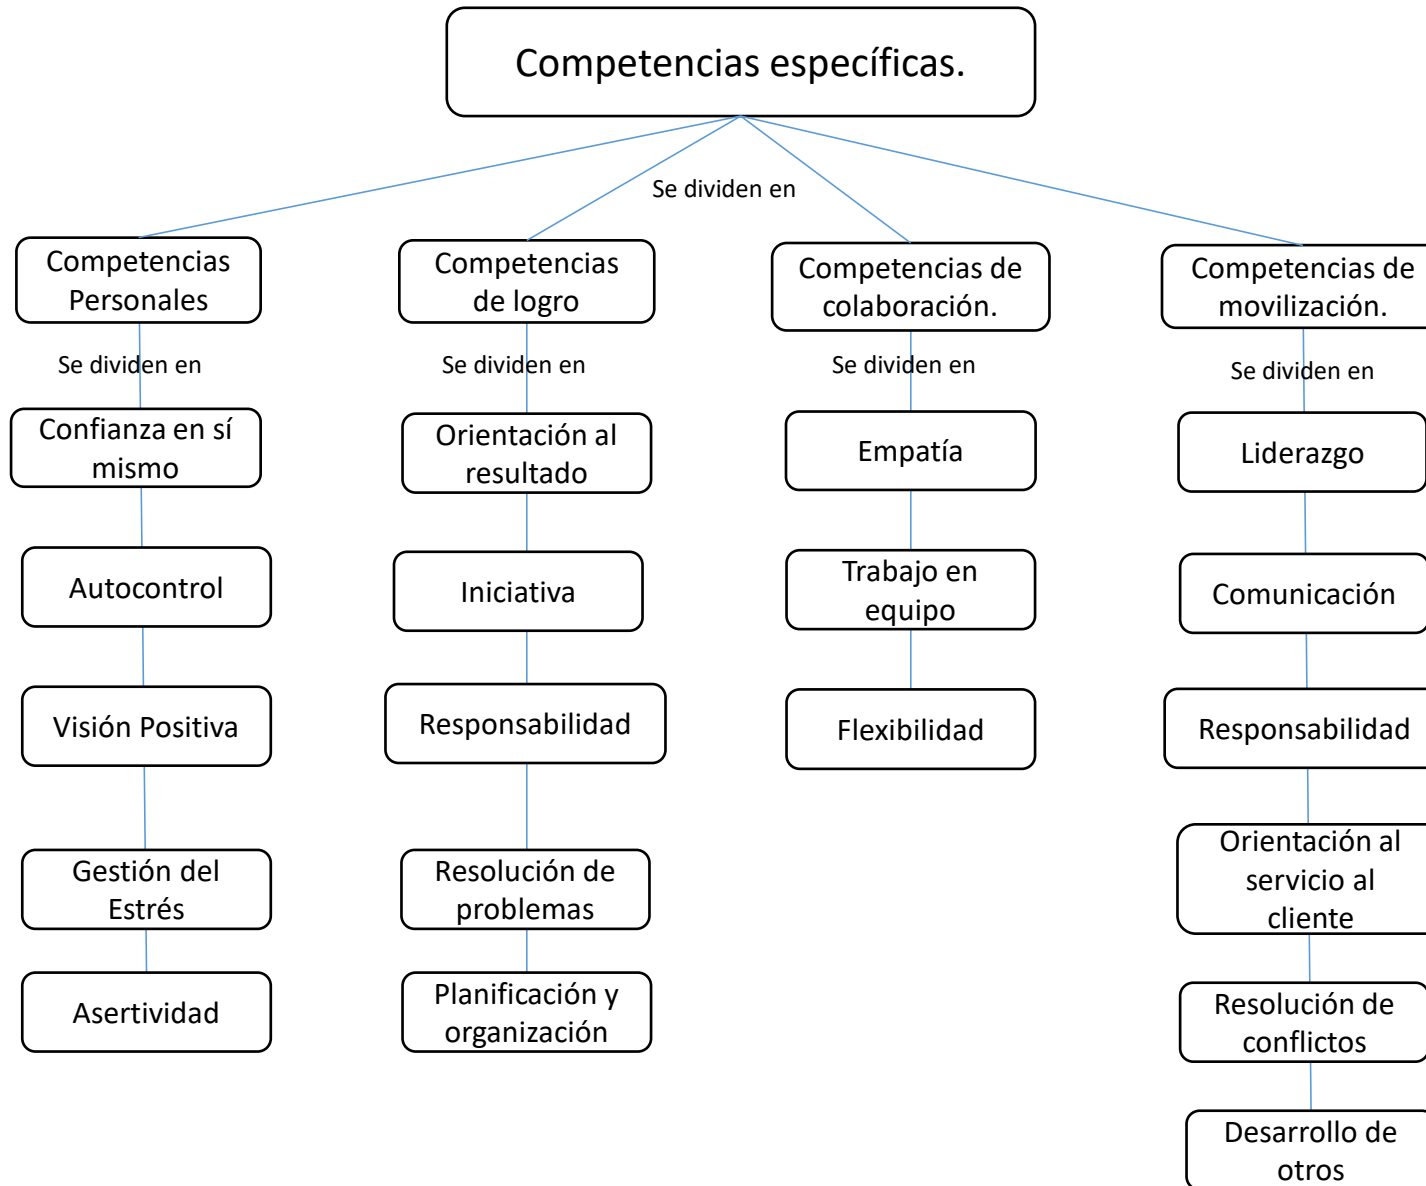 Competencias específicas.
Se dividen en
Competencias
Personales
Se dividen en
Confianza en sí
mismo
Autocontrol
Visión Positiva
Gestión del
Estrés
Asertividad
Competencias
de logro
Se dividen en
Orientación al
resultado
Iniciativa
Responsabilidad
Resolución de
problemas
Planificación y
organización
Competencias de
colaboración.
Se dividen en
Empatía
Trabajo en
equipo
Flexibilidad
Competencias de
movilización.
Se dividen en
Liderazgo
Comunicación
Responsabilidad
Orientación al
servicio al
cliente
Resolución de
conflictos
Desarrollo de
otros